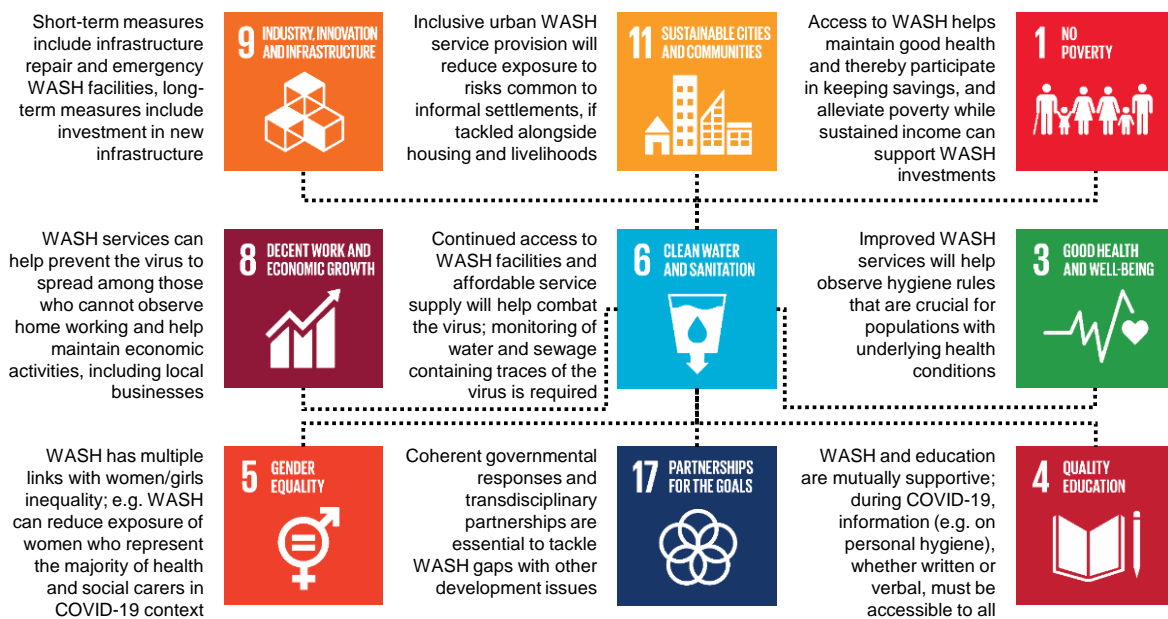 Short-term measures
include infrastructure
repair and emergency
WASH facilities, long-
term measures include
investment in new
infrastructure
9 INDUSTRY, INNOVATION
AND INFRASTRUCTURE
Inclusive urban WASH
service provision will
reduce exposure to
risks common to
informal settlements, if
tackled alongside
housing and livelihoods
11 SUSTAINABLE CITIES
AND COMMUNITIES
Access to WASH helps
maintain good health
and thereby participate
in keeping savings, and
alleviate poverty while
sustained income can
support WASH
investments
1 NO
POVERTY
WASH services can
help prevent the virus to
spread among those
who cannot observe
home working and help
maintain economic
activities, including local
businesses
8 DECENT WORK AND
ECONOMIC GROWTH
Continued access to
WASH facilities and
affordable service
supply will help combat
the virus; monitoring of
water and sewage
containing traces of the
virus is required
6 CLEAN WATER
AND SANITATION
Improved WASH
services will help
observe hygiene rules
that are crucial for
populations with
underlying health
conditions
3 GOOD HEALTH
AND WELL-BEING
WASH has multiple
links with women/girls
inequality; e.g. WASH
can reduce exposure of
women who represent
the majority of health
and social carers in
COVID-19 context
5 GENDER
EQUALITY
Coherent governmental
responses and
transdisciplinary
partnerships are
essential to tackle
WASH gaps with other
development issues
17 PARTNERSHIPS
FOR THE GOALS
WASH and education
are mutually supportive;
during COVID-19,
information (e.g. on
personal hygiene),
whether written or
verbal, must be
accessible to all
4 QUALITY
EDUCATION